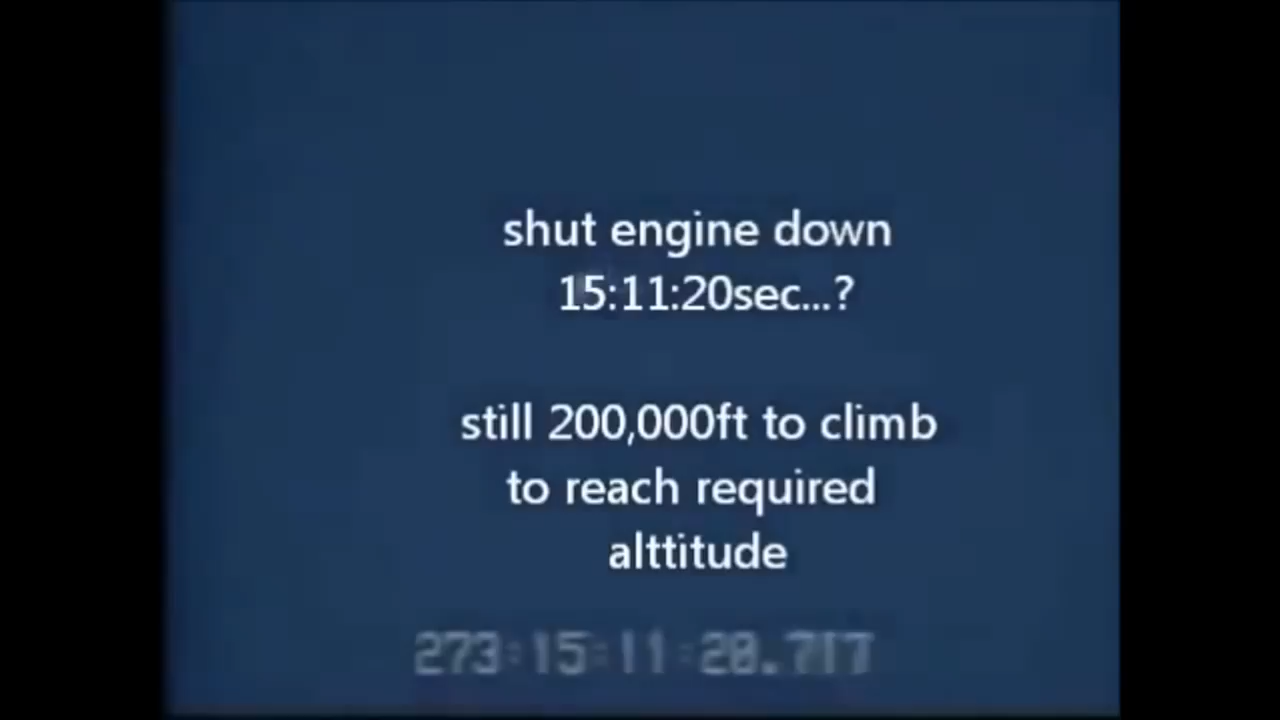 shut engine down
15:11:20sec...?
still 200,000ft to climb
to reach required
alttitude
273:15:11:20.717